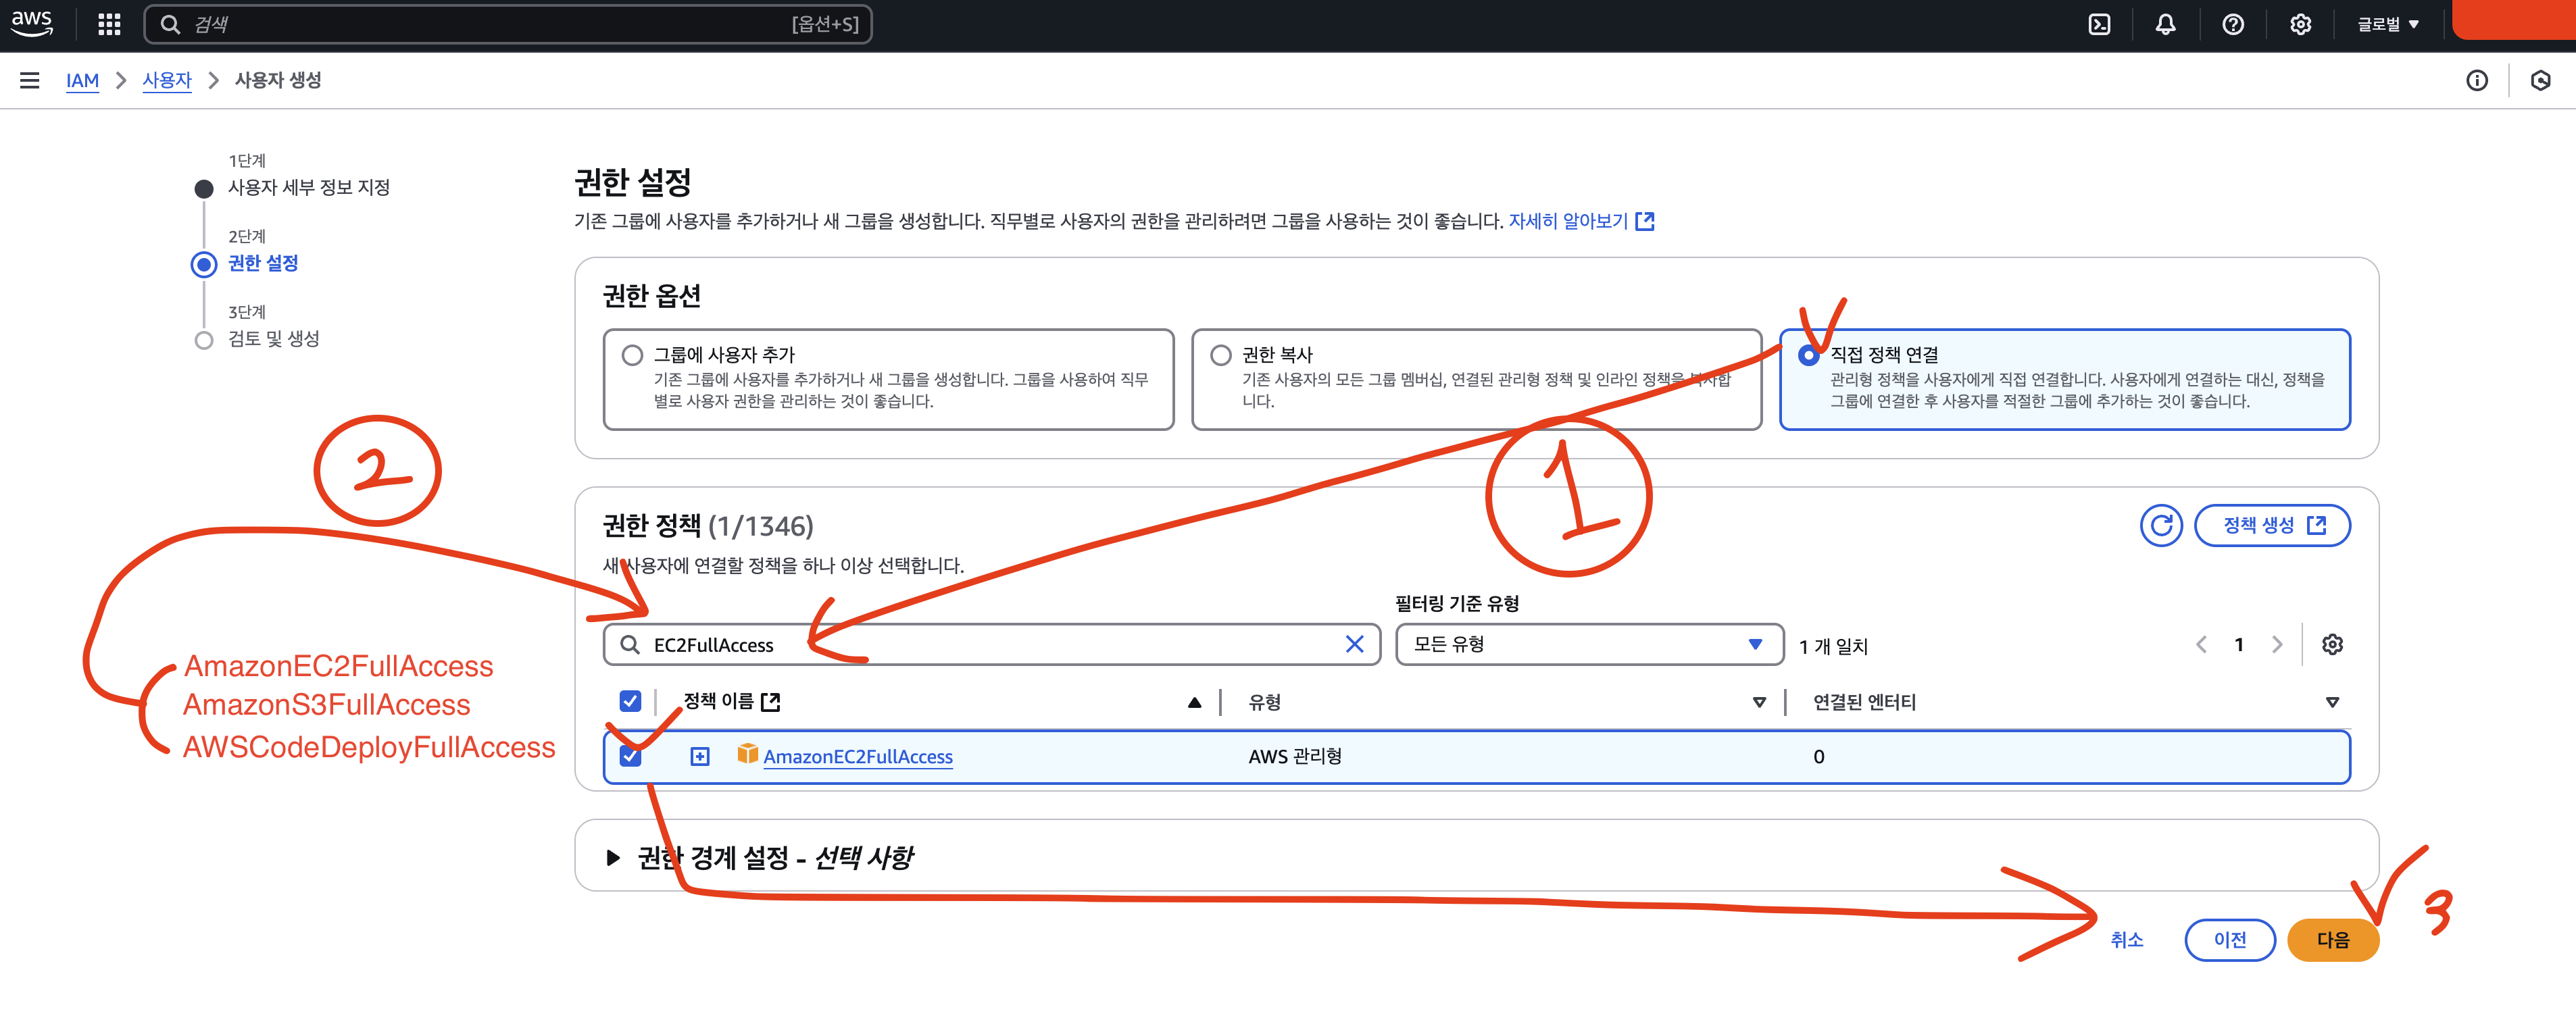 aws
검색
[옵션+S]
글로벌
IAM
사용자
사용자 생성
1단계
사용자 세부 정보 지정
2단계
권한 설정
3단계
검토 및 생성
권한 설정
기존 그룹에 사용자를 추가하거나 새 그룹을 생성합니다. 직무별로 사용자의 권한을 관리하려면 그룹을 사용하는 것이 좋습니다. 자세히 알아보기
권한 옵션
그룹에 사용자 추가
기존 그룹에 사용자를 추가하거나 새 그룹을 생성합니다. 그룹을 사용하여 직무
별로 사용자 권한을 관리하는 것이 좋습니다.
권한 복사
기존 사용자의 모든 그룹 멤버십, 연결된 관리형 정책 및 인라인 정책을 복사합
니다.
직접 정책 연결
관리형 정책을 사용자에게 직접 연결합니다. 사용자에게 연결하는 대신, 정책을
그룹에 연결한 후 사용자를 적절한 그룹에 추가하는 것이 좋습니다.
1
2
권한 정책 (1/1346)
새 사용자에 연결할 정책을 하나 이상 선택합니다.
정책 생성
필터링 기준 유형
EC2FullAccess
모든 유형
1 개 일치
1
AmazonEC2FullAccess
AmazonS3FullAccess
AWSCodeDeployFullAccess
정책 이름
유형
연결된 엔터티
AmazonEC2FullAccess
AWS 관리형
0
권한 경계 설정 - 선택 사항
취소
이전
다음
3